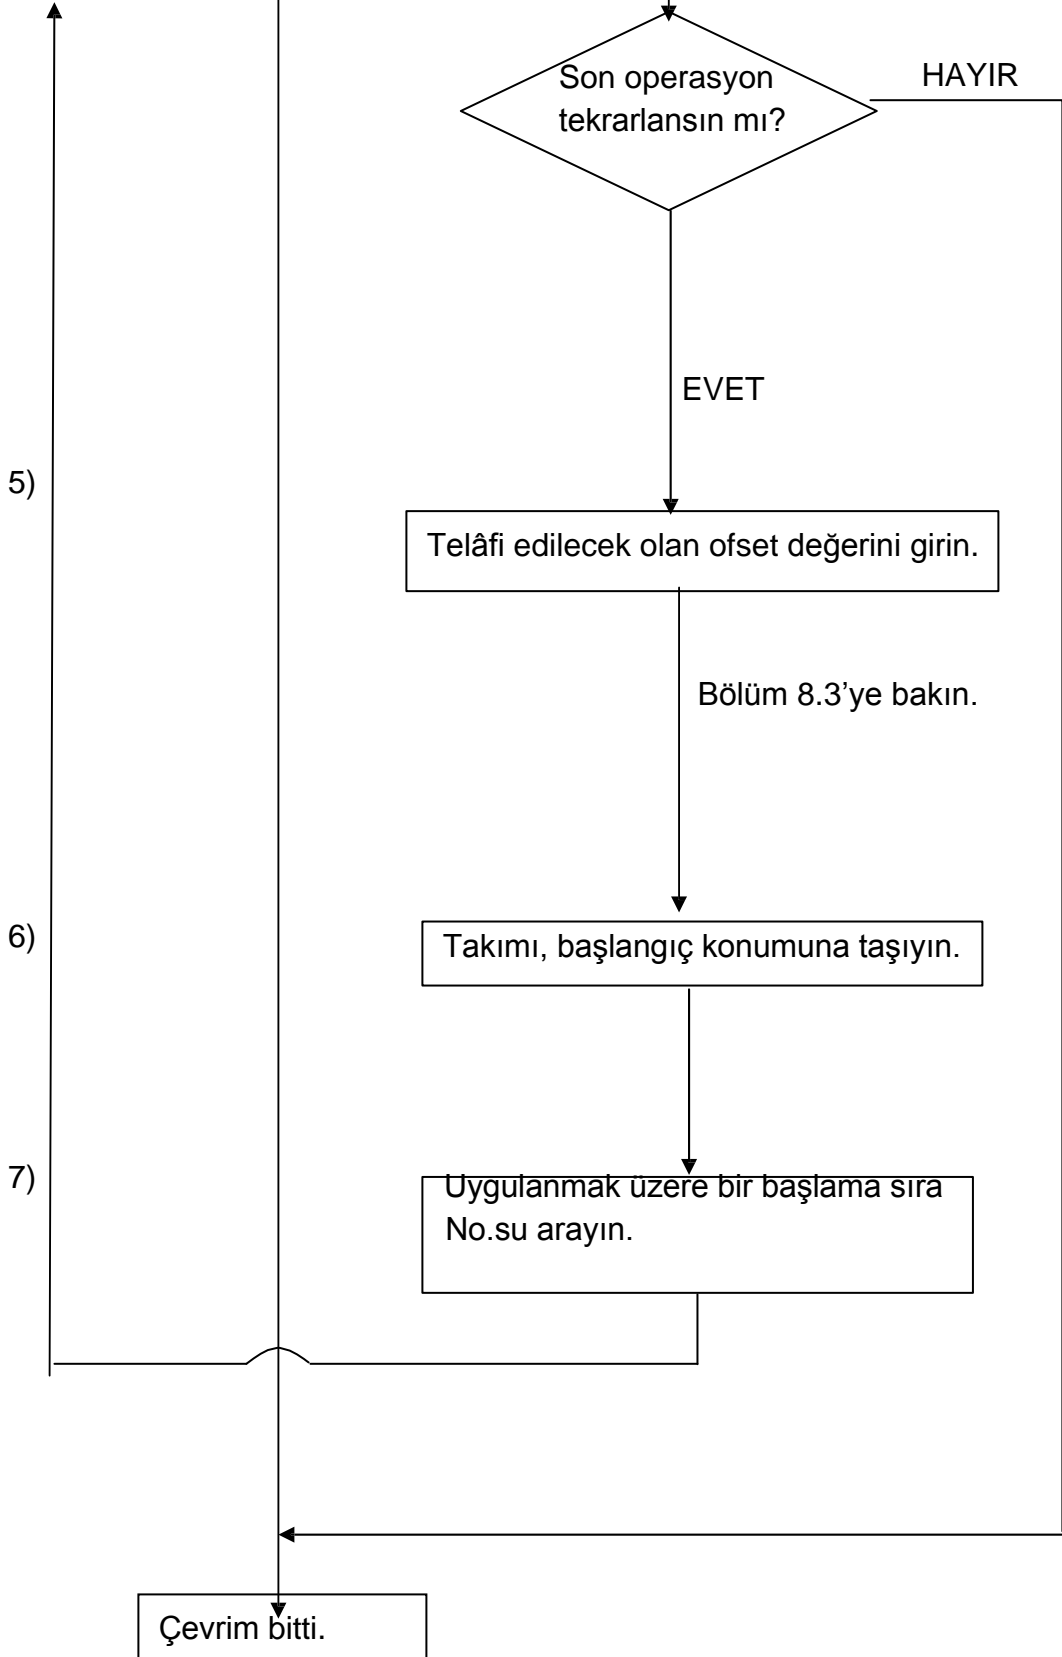 Son operasyon
tekrarlansın mı?
HAYIR
EVET
5)
Telâfi edilecek olan ofset değerini girin.
Bölüm 8.3’ye bakın.
6)
Takımı, başlangıç konumuna taşıyın.
7)
Uygulanmak üzere bir başlama sıra
No.su arayın.
Çevrim bitti.